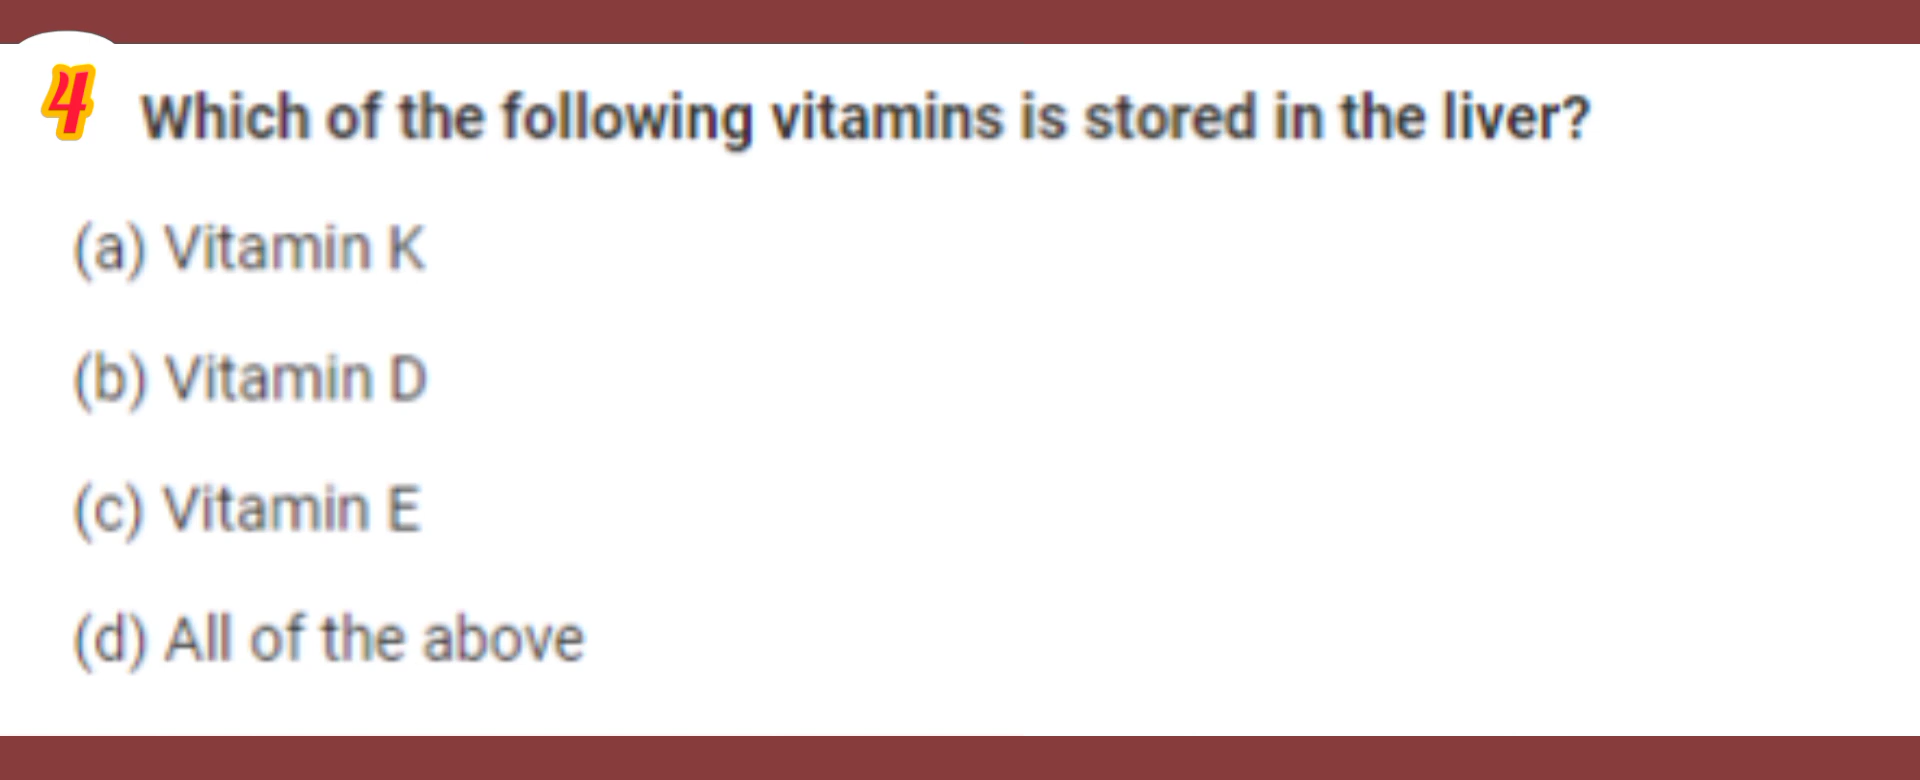 4 Which of the following vitamins is stored in the liver?
(a) Vitamin K
(b) Vitamin D
(c) Vitamin E
(d) All of the above